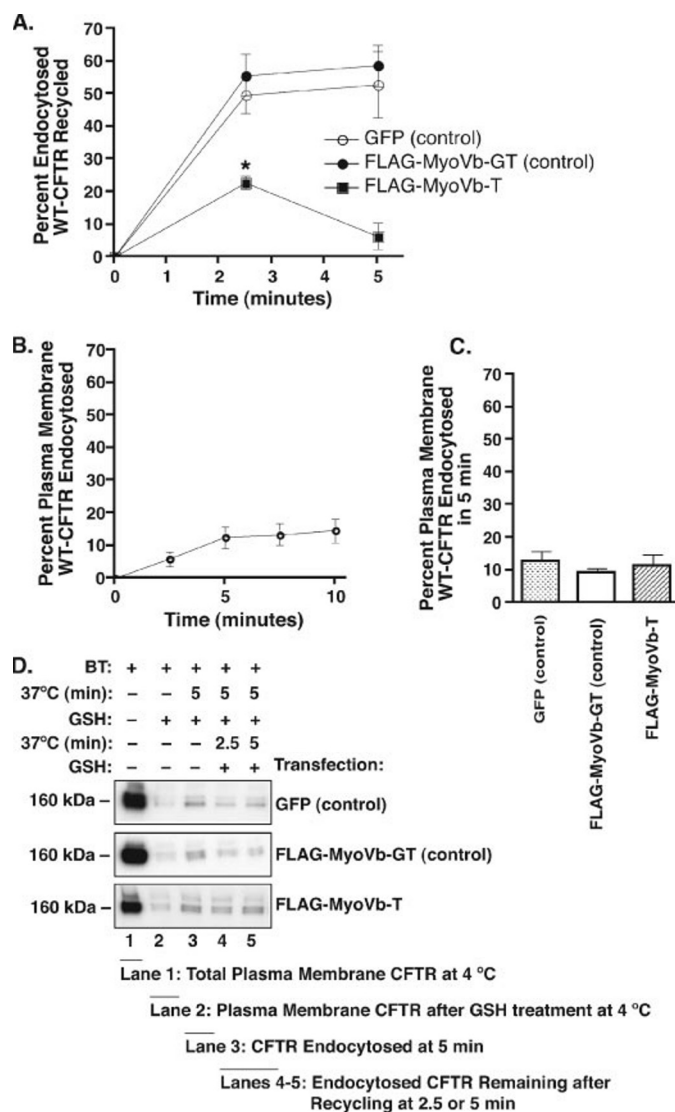 A.
Percent Endocytosed
WT-CFTR Recycled
70
60
50
40
30
20
10
0
*
GFP (control)
FLAG-MyoVb-GT (control)
FLAG-MyoVb-T
0 1 2 3 4 5
Time (minutes)
B.
Percent Plasma Membrane
WT-CFTR Endocytosed
70
60
50
40
30
20
10
0
0 5 10
Time (minutes)
C.
Percent Plasma Membrane
WT-CFTR Endocytosed
in 5 min
70
60
50
40
30
20
10
0
GFP (control)
FLAG-MyoVb-GT (control)
FLAG-MyoVb-T
D.
BT: + + + + +
37°C (min): – – 5 5 5
GSH: – + + + +
37°C (min): – – – 2.5 5
GSH: – – – + +
Transfection:
160 kDa – GFP (control)
160 kDa – FLAG-MyoVb-GT (control)
160 kDa – FLAG-MyoVb-T
1 2 3 4 5
Lane 1: Total Plasma Membrane CFTR at 4 °C
Lane 2: Plasma Membrane CFTR after GSH treatment at 4 °C
Lane 3: CFTR Endocytosed at 5 min
Lanes 4-5: Endocytosed CFTR Remaining after
Recycling at 2.5 or 5 min